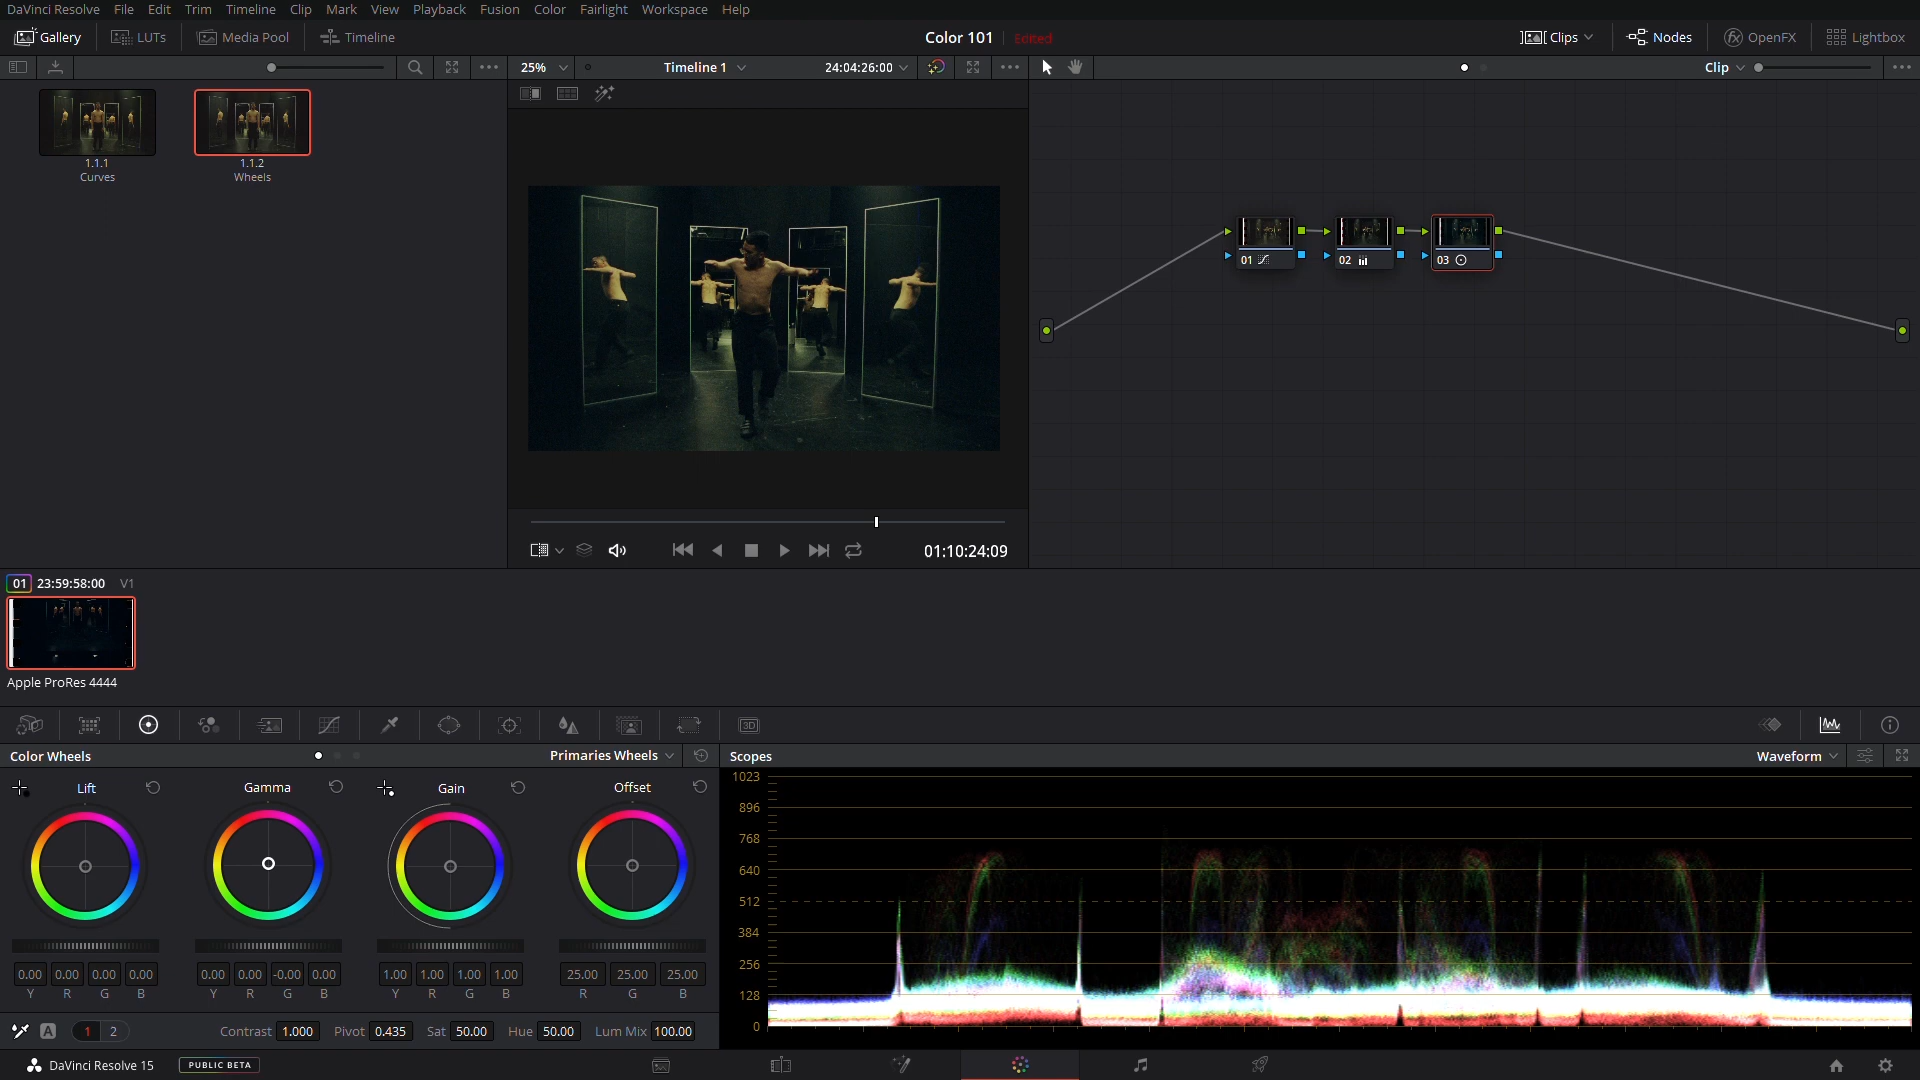 DaVinci Resolve File Edit Trim Timeline Clip Mark View Playback Fusion Color Fairlight Workspace Help
Gallery LUTs Media Pool Timeline Color 101 Edited Clips Nodes OpenFX Lightbox
25% Timeline 1 24:04:26:00 Clip
1.1.1 1.1.2
Curves Wheels
01 02 03
01:10:24:09
01 23:59:58:00 V1
Apple ProRes 4444
3D
Color Wheels Primaries Wheels Scopes Waveform
Lift Gamma Gain Offset
1023
896
768
640
512
384
256
128
0
0.00 0.00 0.00 0.00 0.00 0.00 -0.00 0.00 1.00 1.00 1.00 1.00 25.00 25.00 25.00
Y R G B Y R G B Y R G B R G B
A 1 2 Contrast 1.000 Pivot 0.435 Sat 50.00 Hue 50.00 Lum Mix 100.00
DaVinci Resolve 15 PUBLIC BETA